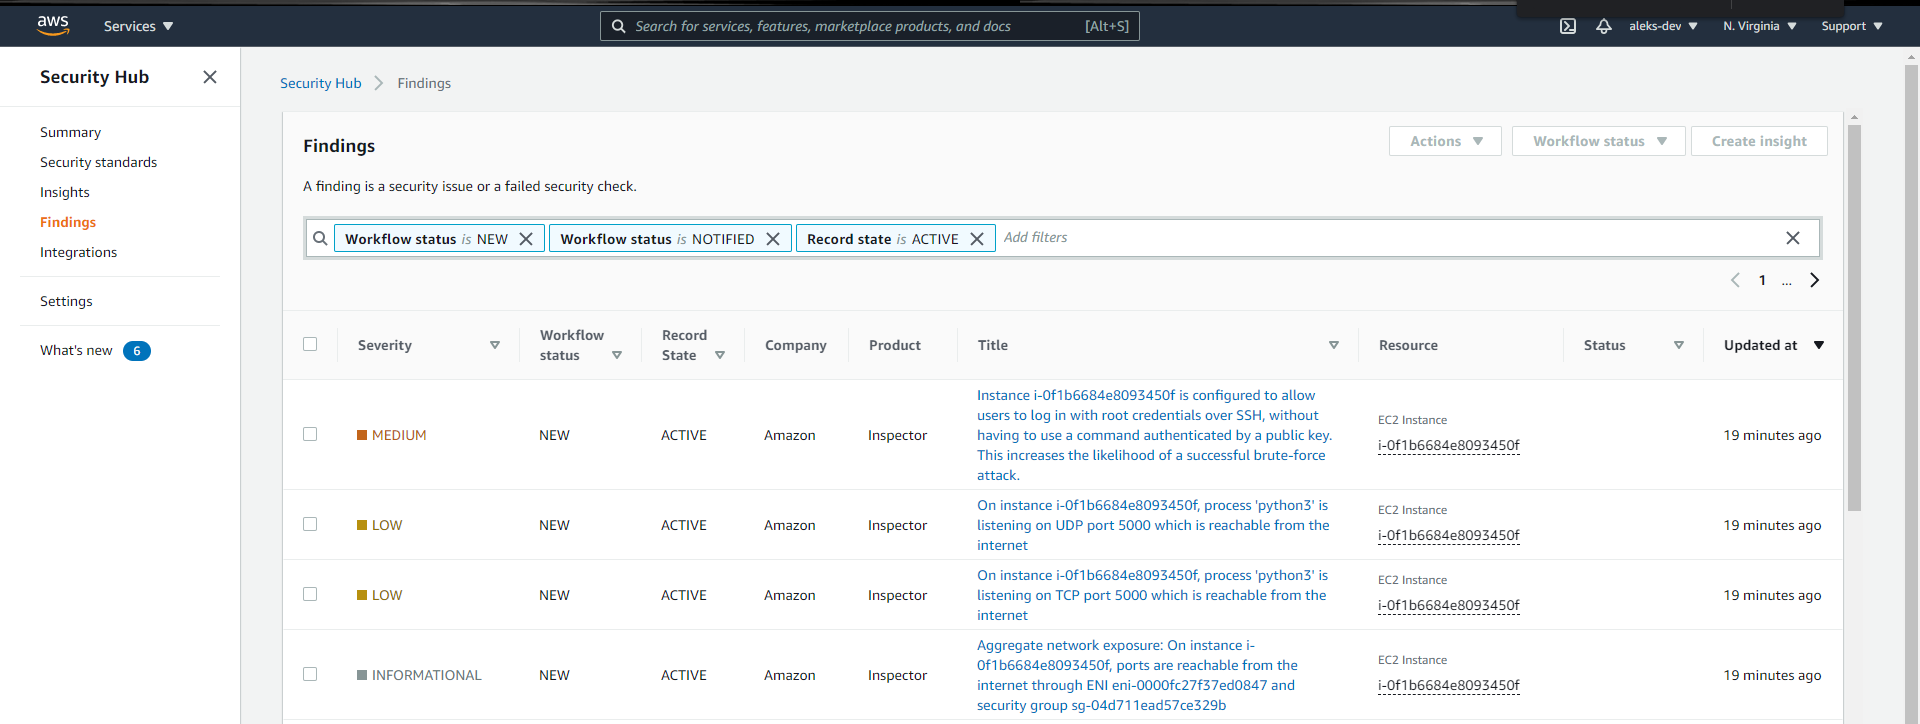 aws
Services
Search for services, features, marketplace products, and docs
[Alt+S]
aleks-dev
N. Virginia
Support
Security Hub
Summary
Security standards
Insights
Findings
Integrations
Settings
What's new 6
Security Hub
Findings
Findings
Actions
Workflow status
Create insight
A finding is a security issue or a failed security check.
Workflow status is NEW
Workflow status is NOTIFIED
Record state is ACTIVE
Add filters
1 ...
Severity
Workflow
status
Record
State
Company
Product
Title
Resource
Status
Updated at
MEDIUM
NEW
ACTIVE
Amazon
Inspector
Instance i-0f1b6684e8093450f is configured to allow
users to log in with root credentials over SSH, without
having to use a command authenticated by a public key.
This increases the likelihood of a successful brute-force
attack.
EC2 Instance
i-0f1b6684e8093450f
19 minutes ago
LOW
NEW
ACTIVE
Amazon
Inspector
On instance i-0f1b6684e8093450f, process 'python3' is
listening on UDP port 5000 which is reachable from the
internet
EC2 Instance
i-0f1b6684e8093450f
19 minutes ago
LOW
NEW
ACTIVE
Amazon
Inspector
On instance i-0f1b6684e8093450f, process 'python3' is
listening on TCP port 5000 which is reachable from the
internet
EC2 Instance
i-0f1b6684e8093450f
19 minutes ago
INFORMATIONAL
NEW
ACTIVE
Amazon
Inspector
Aggregate network exposure: On instance i-
0f1b6684e8093450f, ports are reachable from the
internet through ENI eni-0000fc27f37ed0847 and
security group sg-04d711ead57ce329b
EC2 Instance
i-0f1b6684e8093450f
19 minutes ago